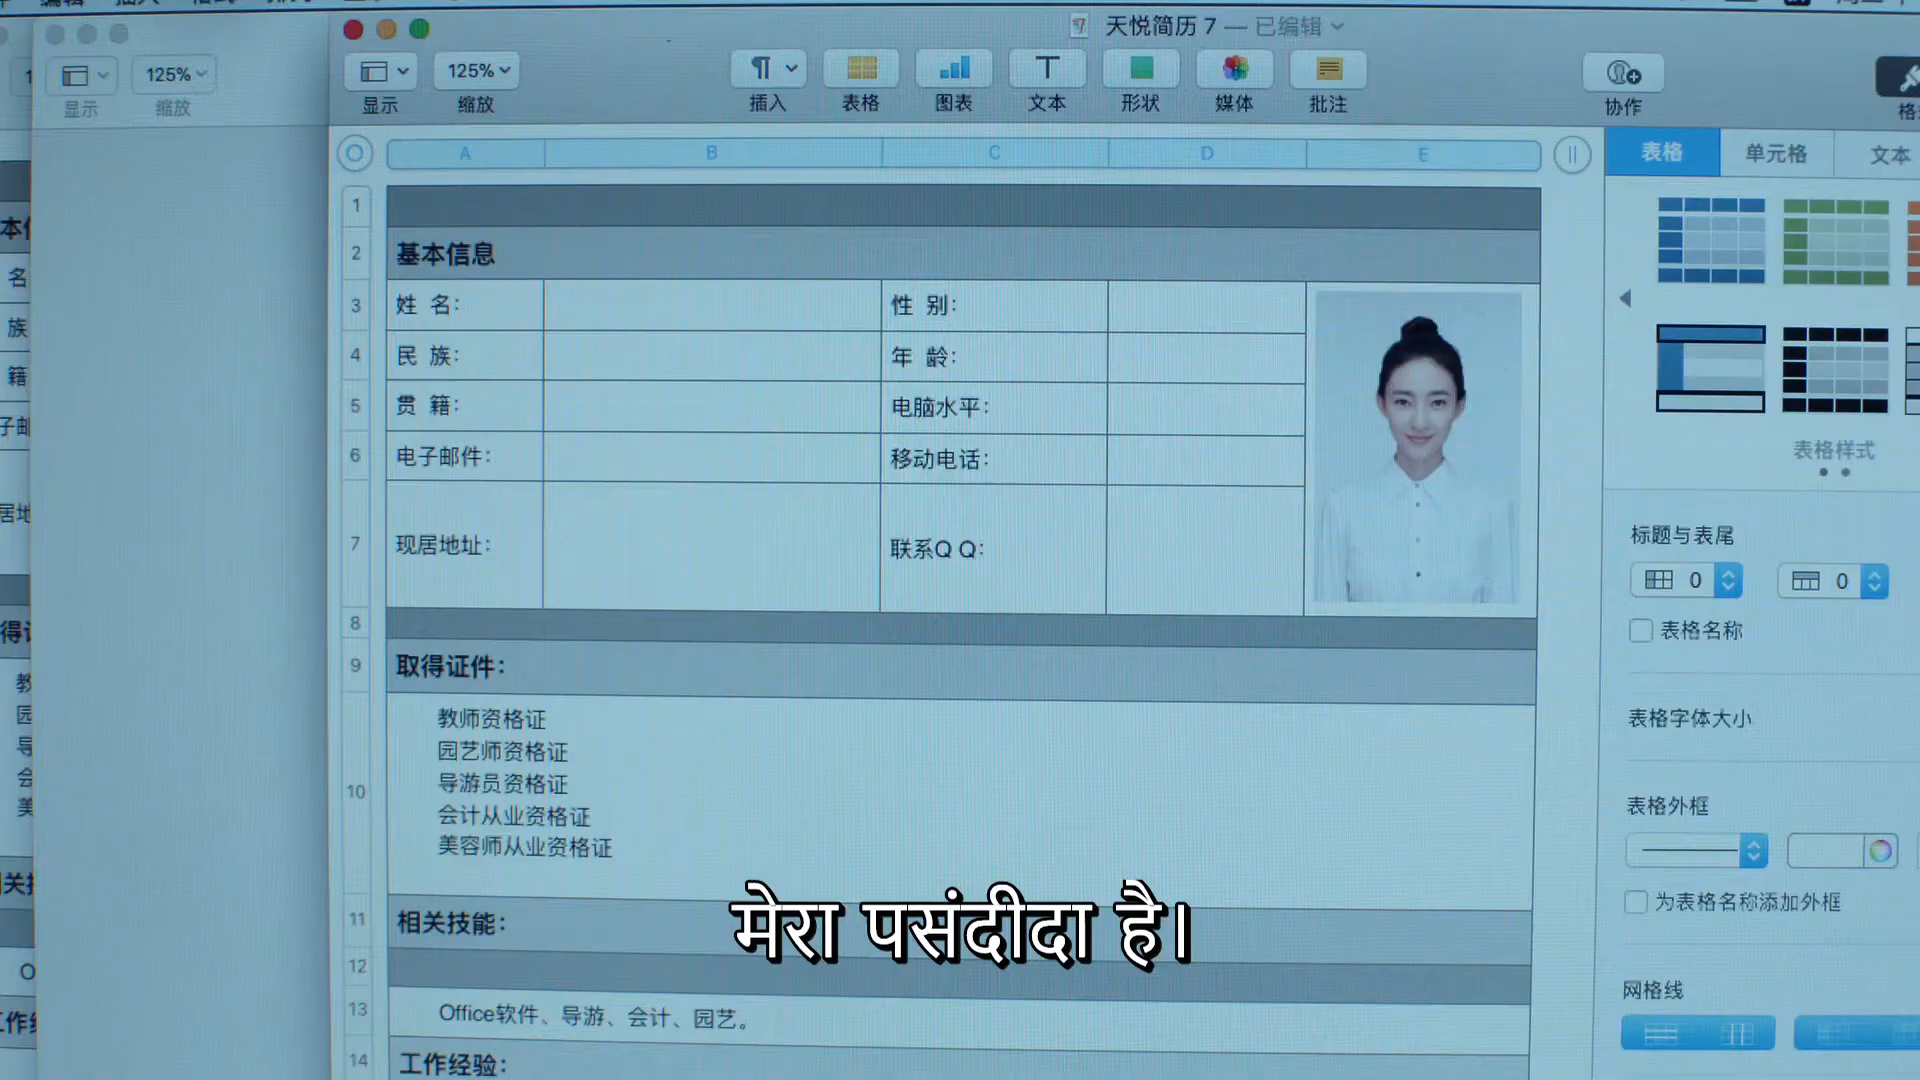 天悦简历 7 — 已编辑
125%
125%
显示
缩放
显示
缩放
插入
表格
图表
文本
形状
媒体
批注
协作
A B C D E
表格
单元格
文本
1
2 基本信息
3 姓 名： 性 别：
4 民 族： 年 龄：
5 贯 籍： 电脑水平：
6 电子邮件： 移动电话：
7 现居地址： 联系Q Q：
8
9 取得证件：
教师资格证
园艺师资格证
导游员资格证
10
会计从业资格证
美容师从业资格证
11 相关技能：
12
13 Office软件、导游、会计、园艺。
14 工作经验：
表格样式
标题与表尾
0
0
表格名称
表格字体大小
表格外框
为表格名称添加外框
网格线
मेरा पसंदीदा है।